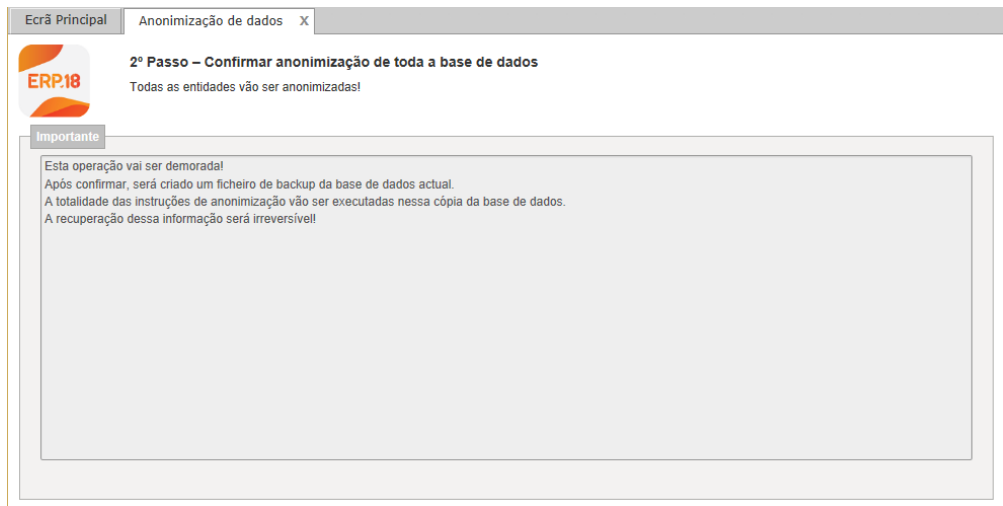 Ecrã Principal
Anonimização de dados X
ERP.18
2º Passo – Confirmar anonimização de toda a base de dados
Todas as entidades vão ser anonimizadas!
Importante
Esta operação vai ser demorada!
Após confirmar, será criado um ficheiro de backup da base de dados actual.
A totalidade das instruções de anonimização vão ser executadas nessa cópia da base de dados.
A recuperação dessa informação será irreversível!